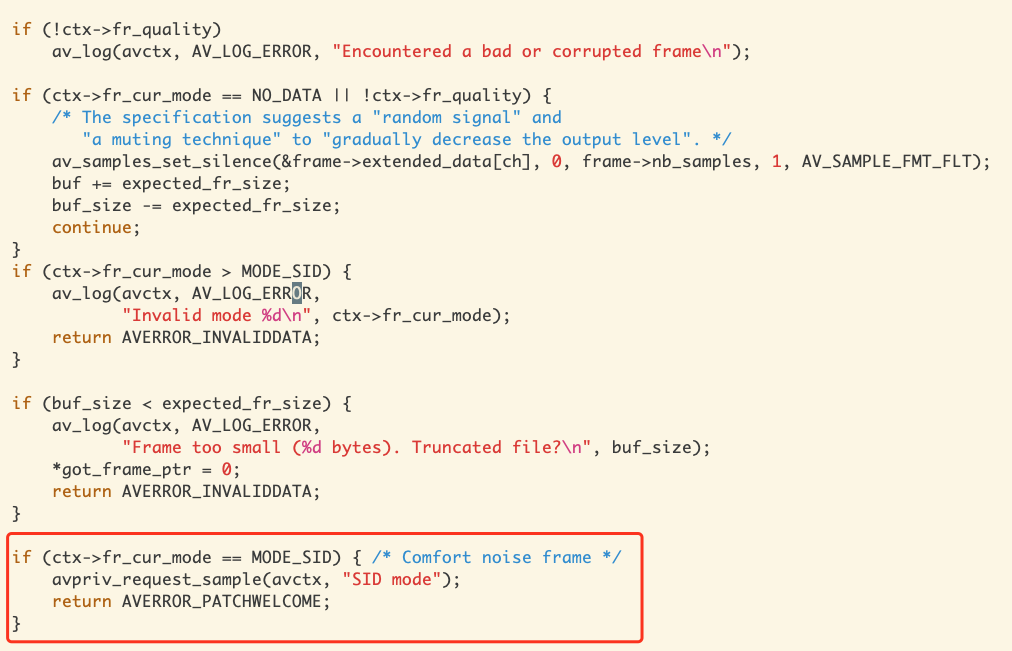 if (!ctx->fr_quality)
    av_log(avctx, AV_LOG_ERROR, "Encountered a bad or corrupted frame\n");

if (ctx->fr_cur_mode == NO_DATA || !ctx->fr_quality) {
    /* The specification suggests a "random signal" and
       "a muting technique" to "gradually decrease the output level". */
    av_samples_set_silence(&frame->extended_data[ch], 0, frame->nb_samples, 1, AV_SAMPLE_FMT_FLT);
    buf += expected_fr_size;
    buf_size -= expected_fr_size;
    continue;
}
if (ctx->fr_cur_mode > MODE_SID) {
    av_log(avctx, AV_LOG_ERROR,
           "Invalid mode %d\n", ctx->fr_cur_mode);
    return AVERROR_INVALIDDATA;
}

if (buf_size < expected_fr_size) {
    av_log(avctx, AV_LOG_ERROR,
           "Frame too small (%d bytes). Truncated file?\n", buf_size);
    *got_frame_ptr = 0;
    return AVERROR_INVALIDDATA;
}

if (ctx->fr_cur_mode == MODE_SID) { /* Comfort noise frame */
    avpriv_request_sample(avctx, "SID mode");
    return AVERROR_PATCHWELCOME;
}